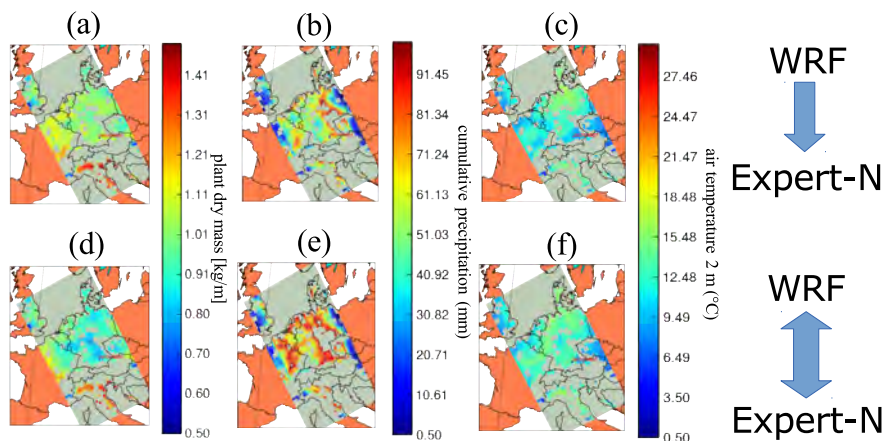 (a)
(b)
(c)
1.41
1.31
1.21
1.11
1.01
0.91
0.80
0.70
0.60
0.50
plant dry mass [kg/m]
91.45
81.34
71.24
61.13
51.03
40.92
30.82
20.71
10.61
0.50
cumulative precipitation (mm)
27.46
24.47
21.47
18.48
15.48
12.48
9.49
6.49
3.50
0.50
air temperature 2 m (°C)
WRF
Expert-N
(d)
(e)
(f)
WRF
Expert-N